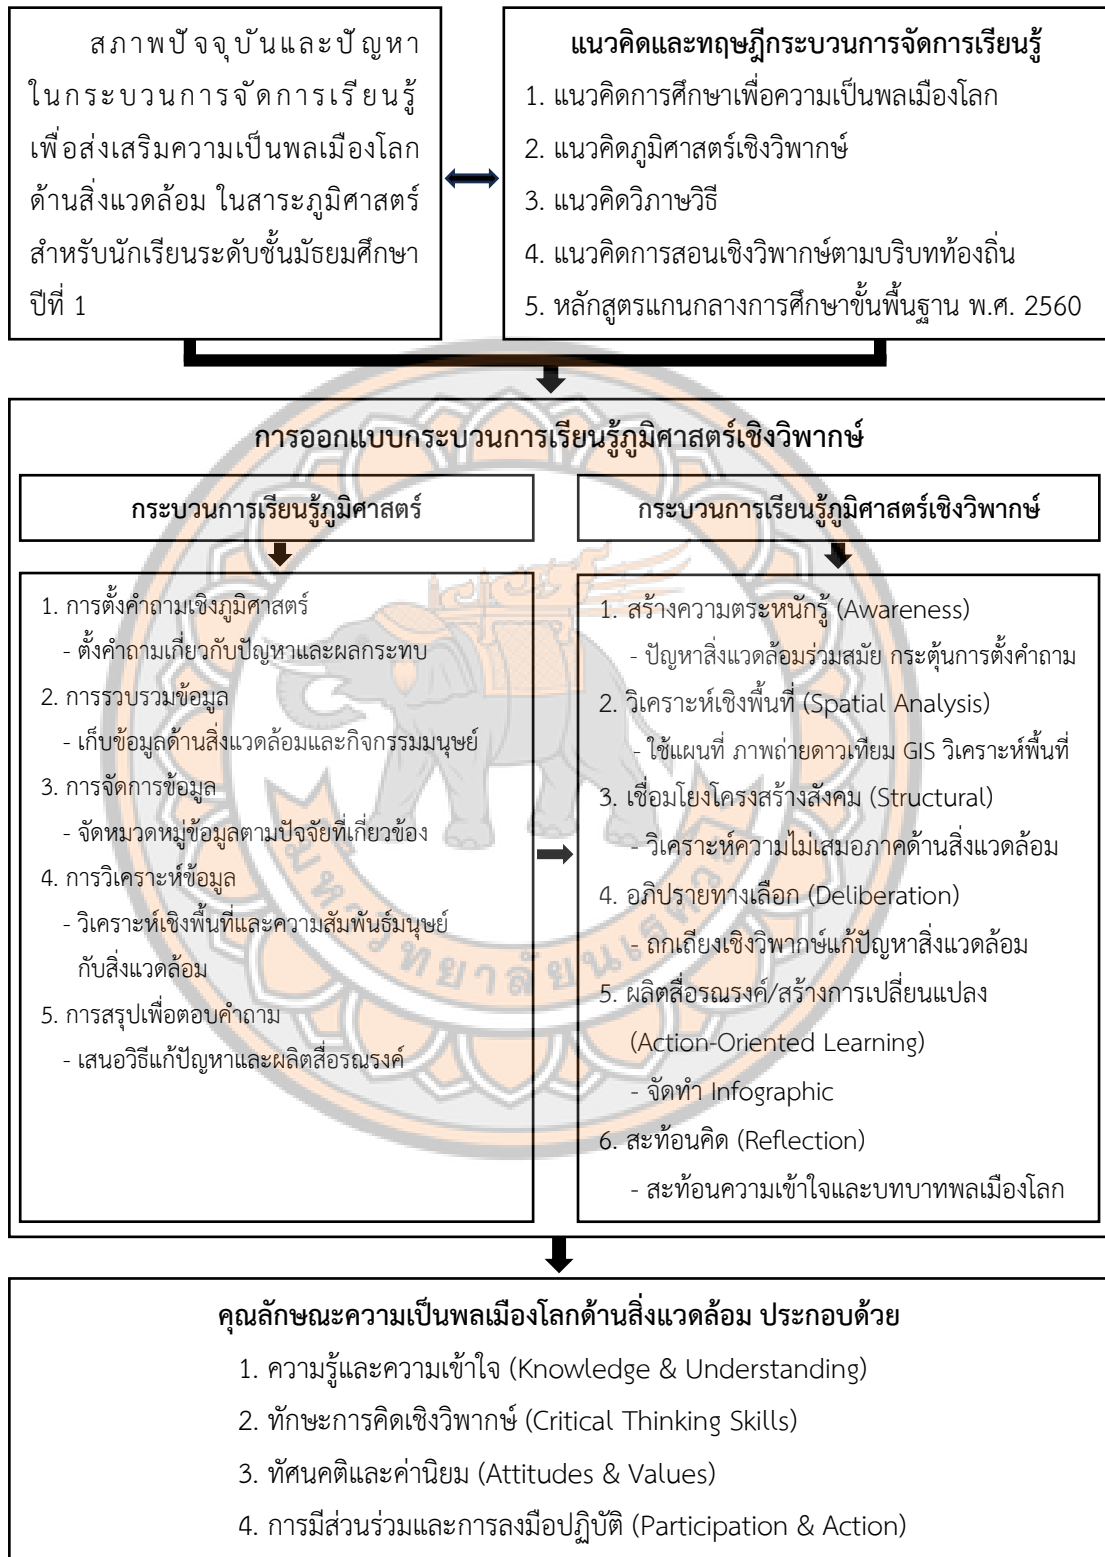 สภาพปัจจุบันและปัญหา
ในกระบวนการจัดการเรียนรู้
เพื่อส่งเสริมความเป็นพลเมืองโลก
ด้านสิ่งแวดล้อม ในสาระภูมิศาสตร์
สำหรับนักเรียนระดับชั้นมัธยมศึกษา
ปีที่ 1
แนวคิดและทฤษฎีกระบวนการจัดการเรียนรู้
1. แนวคิดการศึกษาเพื่อความเป็นพลเมืองโลก
2. แนวคิดภูมิศาสตร์เชิงวิพากษ์
3. แนวคิดวิภาษวิธี
4. แนวคิดการสอนเชิงวิพากษ์ตามบริบทท้องถิ่น
5. หลักสูตรแกนกลางการศึกษาขั้นพื้นฐาน พ.ศ. 2560
การออกแบบกระบวนการเรียนรู้ภูมิศาสตร์เชิงวิพากษ์
กระบวนการเรียนรู้ภูมิศาสตร์
1. การตั้งคำถามเชิงภูมิศาสตร์
- ตั้งคำถามเกี่ยวกับปัญหาและผลกระทบ
2. การรวบรวมข้อมูล
- เก็บข้อมูลด้านสิ่งแวดล้อมและกิจกรรมมนุษย์
3. การจัดการข้อมูล
- จัดหมวดหมู่ข้อมูลตามปัจจัยที่เกี่ยวข้อง
4. การวิเคราะห์ข้อมูล
- วิเคราะห์เชิงพื้นที่และความสัมพันธ์มนุษย์
กับสิ่งแวดล้อม
5. การสรุปเพื่อตอบคำถาม
- เสนอวิธีแก้ปัญหาและผลิตสื่อรณรงค์
กระบวนการเรียนรู้ภูมิศาสตร์เชิงวิพากษ์
1. สร้างความตระหนักรู้ (Awareness)
- ปัญหาสิ่งแวดล้อมร่วมสมัย กระตุ้นการตั้งคำถาม
2. วิเคราะห์เชิงพื้นที่ (Spatial Analysis)
- ใช้แผนที่ ภาพถ่ายดาวเทียม GIS วิเคราะห์พื้นที่
3. เชื่อมโยงโครงสร้างสังคม (Structural)
- วิเคราะห์ความไม่เสมอภาคด้านสิ่งแวดล้อม
4. อภิปรายทางเลือก (Deliberation)
- ถกเถียงเชิงวิพากษ์แก้ปัญหาสิ่งแวดล้อม
5. ผลิตสื่อรณรงค์/สร้างการเปลี่ยนแปลง
(Action-Oriented Learning)
- จัดทำ Infographic
6. สะท้อนคิด (Reflection)
- สะท้อนความเข้าใจและบทบาทพลเมืองโลก
มหาวิทยาลัยนเรศวร
คุณลักษณะความเป็นพลเมืองโลกด้านสิ่งแวดล้อม ประกอบด้วย
1. ความรู้และความเข้าใจ (Knowledge & Understanding)
2. ทักษะการคิดเชิงวิพากษ์ (Critical Thinking Skills)
3. ทัศนคติและค่านิยม (Attitudes & Values)
4. การมีส่วนร่วมและการลงมือปฏิบัติ (Participation & Action)